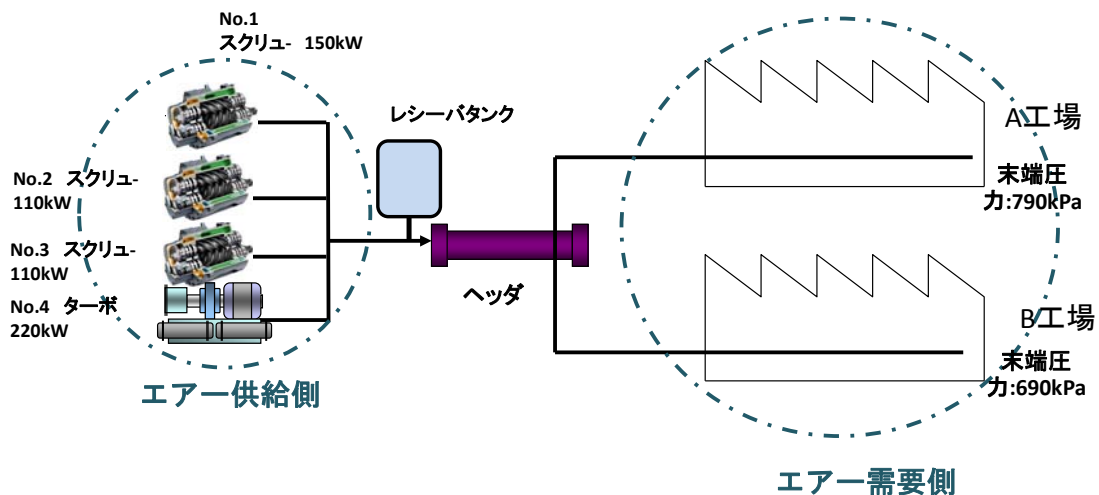 No.1
スクリュ- 150kW
レシーバタンク
No.2 スクリュ-
110kW
No.3 スクリュ-
110kW
No.4 ターボ
220kW
ヘッダ
エアー供給側
A工場
末端圧
力:790kPa
B工場
末端圧
力:690kPa
エアー需要側